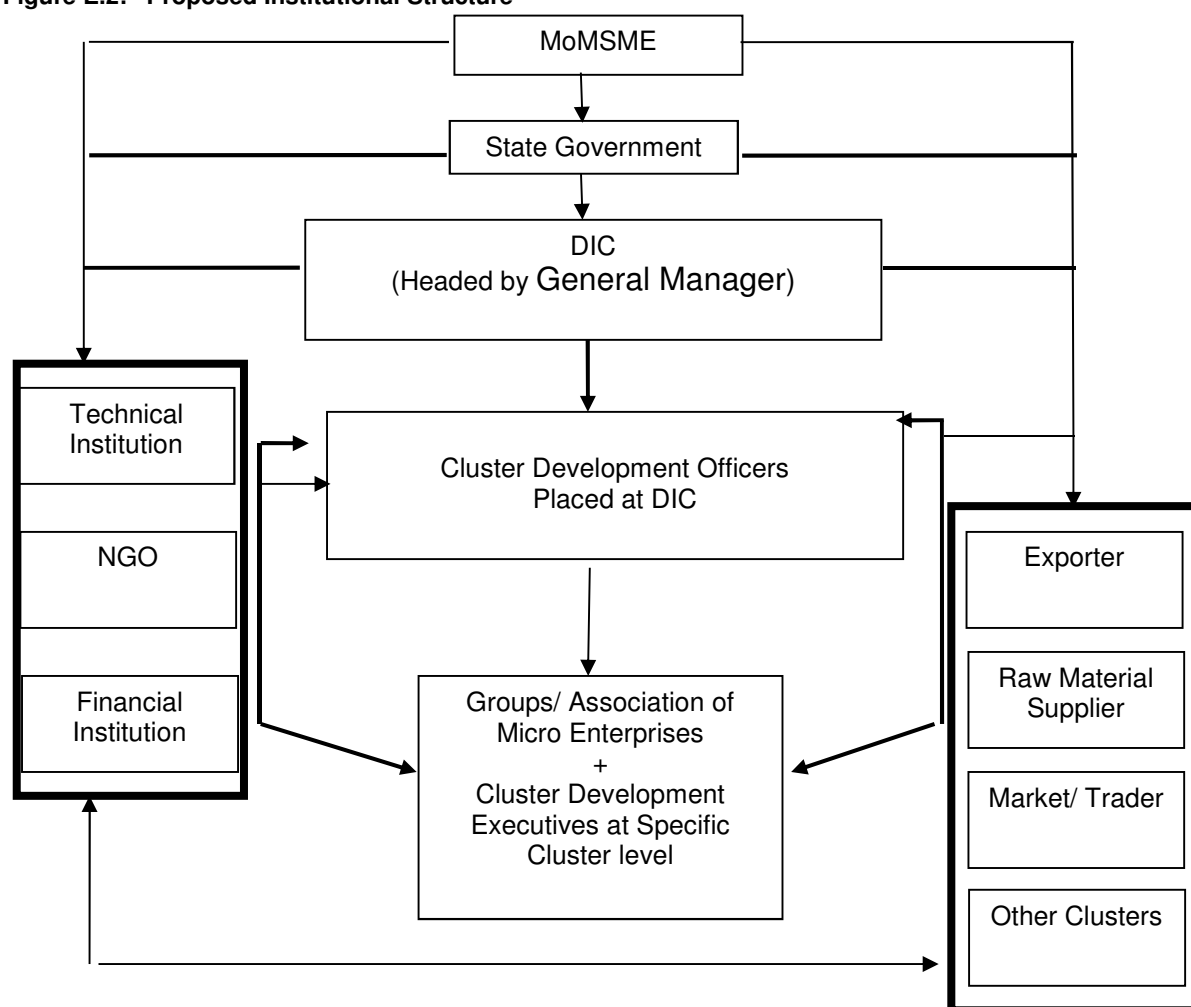 Figure E.2: Proposed Institutional Structure
MoMSME
State Government
DIC
(Headed by General Manager)
Technical
Institution
NGO
Financial
Institution
Cluster Development Officers
Placed at DIC
Groups/ Association of
Micro Enterprises
+
Cluster Development
Executives at Specific
Cluster level
Exporter
Raw Material
Supplier
Market/ Trader
Other Clusters